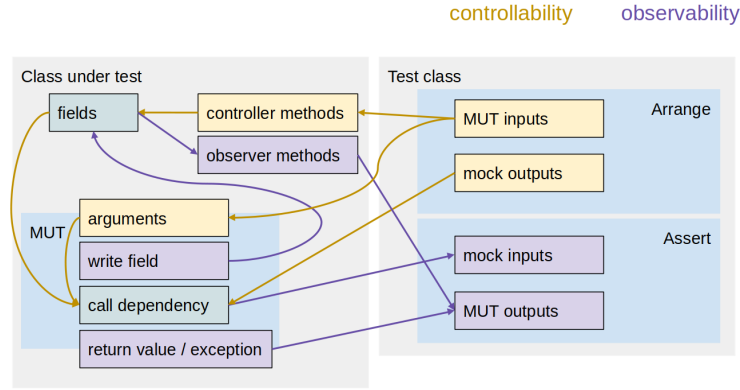 controllability
observability
Class under test
fields
controller methods
observer methods
MUT
arguments
write field
call dependency
return value / exception
Test class
Arrange
MUT inputs
mock outputs
Assert
mock inputs
MUT outputs